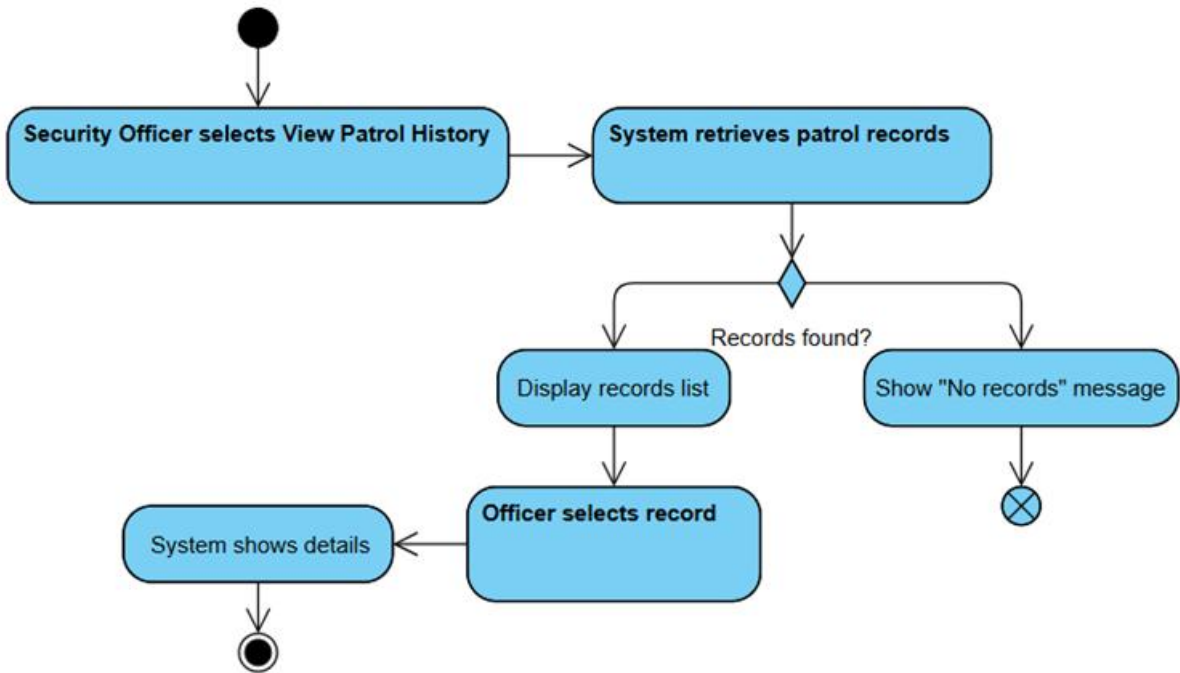 Security Officer selects View Patrol History
System retrieves patrol records
Records found?
Display records list
Show "No records" message
Officer selects record
System shows details